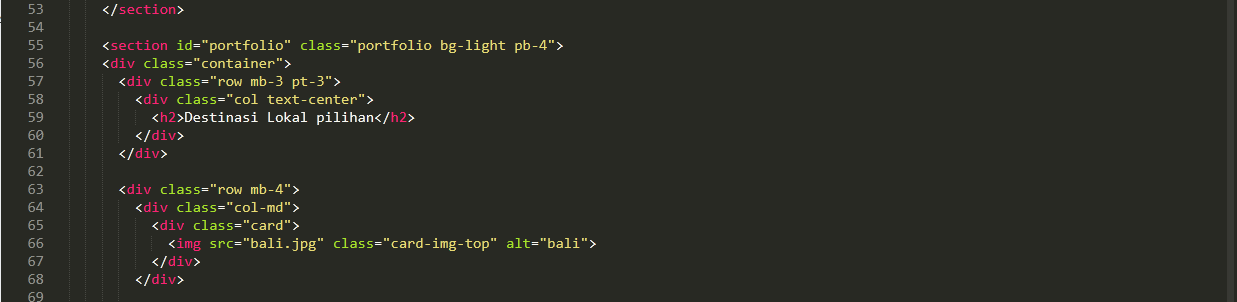 53 </section>
54
55 <section id="portfolio" class="portfolio bg-light pb-4">
56 <div class="container">
57 <div class="row mb-3 pt-3">
58 <div class="col text-center">
59 <h2>Destinasi Lokal pilihan</h2>
60 </div>
61 </div>
62
63 <div class="row mb-4">
64 <div class="col-md">
65 <div class="card">
66 <img src="bali.jpg" class="card-img-top" alt="bali">
67 </div>
68 </div>
69